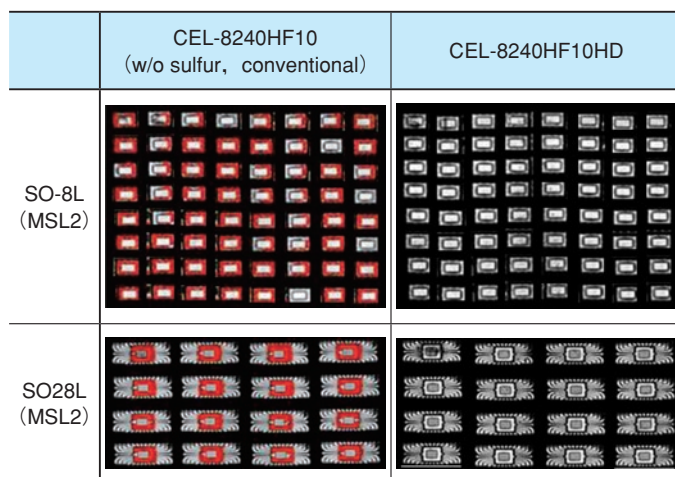 CEL-8240HF10
(w/o sulfur, conventional)
CEL-8240HF10HD
SO-8L
(MSL2)
SO28L
(MSL2)